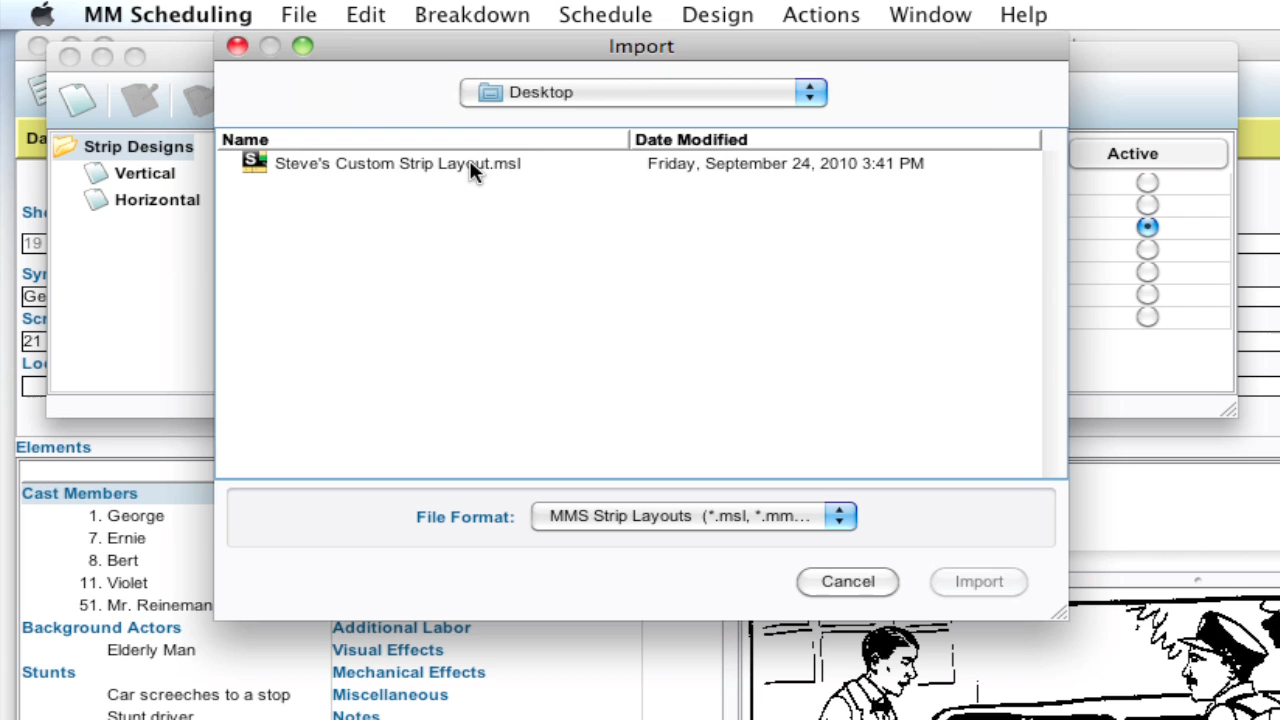 MM Scheduling File Edit Breakdown Schedule Design Actions Window Help
Import
Desktop
Name Date Modified
Steve's Custom Strip Layout.msl Friday, September 24, 2010 3:41 PM
Strip Designs
Vertical
Horizontal
Active
19
21
File Format: MMS Strip Layouts (*.msl, *.mm...
Cancel Import
Elements
Cast Members
1. George
7. Ernie
8. Bert
11. Violet
51. Mr. Reineman
Background Actors
Elderly Man
Stunts
Car screeches to a stop
Stunt driver
Additional Labor
Visual Effects
Mechanical Effects
Miscellaneous
Notes